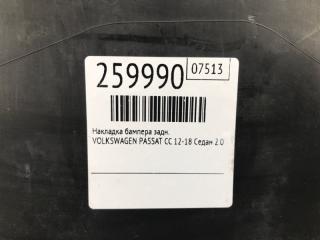 259990 07513
Накладка бампера задн.
VOLKSWAGEN PASSAT CC 12-18 Седан 2.0